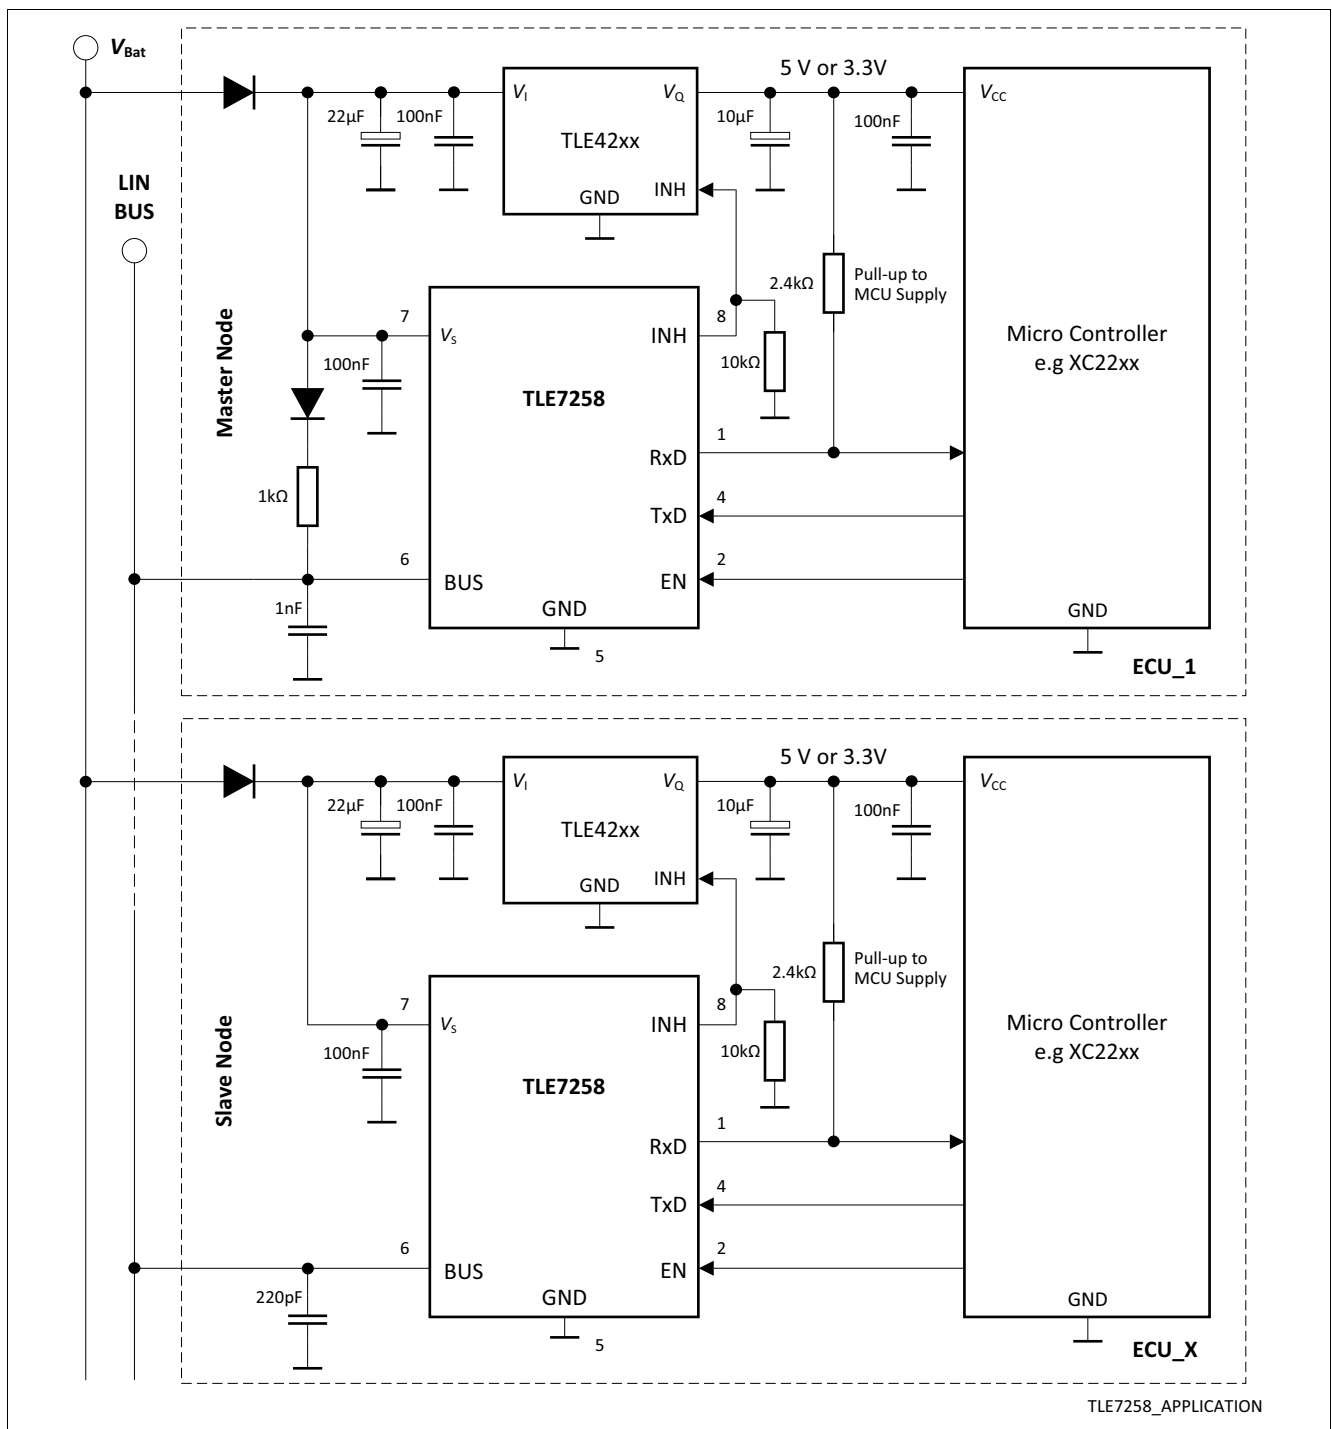 VBat
5 V or 3.3V
VI
VQ
VCC
22µF
100nF
10µF
100nF
TLE42xx
LIN
BUS
INH
GND
2.4kΩ
Pull-up to
MCU Supply
7
VS
INH
8
Master Node
100nF
10kΩ
Micro Controller
e.g XC22xx
TLE7258
1
RxD
1kΩ
4
TxD
6
BUS
2
EN
1nF
GND
5
GND
ECU_1
5 V or 3.3V
VI
VQ
VCC
22µF
100nF
10µF
100nF
TLE42xx
INH
GND
2.4kΩ
Pull-up to
MCU Supply
7
VS
INH
8
Slave Node
100nF
10kΩ
Micro Controller
e.g XC22xx
TLE7258
1
RxD
4
TxD
6
BUS
2
EN
220pF
GND
5
GND
ECU_X
TLE7258_APPLICATION